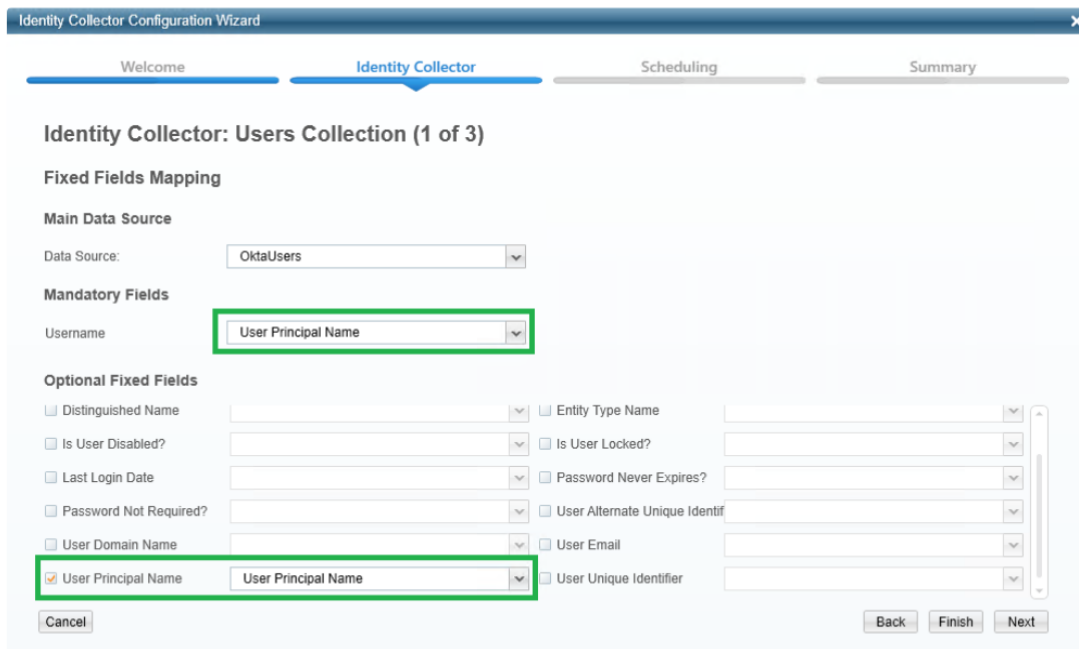 Identity Collector Configuration Wizard
Welcome Identity Collector Scheduling Summary
Identity Collector: Users Collection (1 of 3)
Fixed Fields Mapping
Main Data Source
Data Source: OktaUsers
Mandatory Fields
Username User Principal Name
Optional Fixed Fields
Distinguished Name Entity Type Name
Is User Disabled? Is User Locked?
Last Login Date Password Never Expires?
Password Not Required? User Alternate Unique Identif
User Domain Name User Email
User Principal Name User Principal Name User Unique Identifier
Cancel Back Finish Next